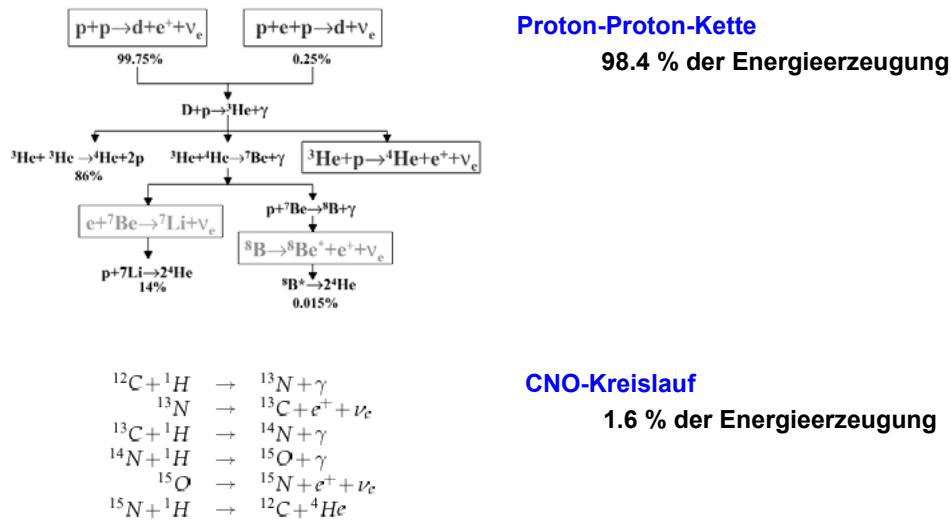 p+p→d+e⁺+νₑ p+e+p→d+νₑ
99.75% 0.25%
D+p→³He+γ
³He+ ³He →⁴He+2p ³He+⁴He→⁷Be+γ ³He+p→⁴He+e⁺+νₑ
86%
p+⁷Be→⁸B+γ
e+⁷Be→⁷Li+νₑ
⁸B→⁸Be*+e⁺+νₑ
p+7Li→2⁴He
14%
⁸B*→2⁴He
0.015%
Proton-Proton-Kette
98.4 % der Energieerzeugung
¹²C+¹H → ¹³N+γ
¹³N → ¹³C+e⁺+νₑ
¹³C+¹H → ¹⁴N+γ
¹⁴N+¹H → ¹⁵O+γ
¹⁵O → ¹⁵N+e⁺+νₑ
¹⁵N+¹H → ¹²C+⁴He
CNO-Kreislauf
1.6 % der Energieerzeugung